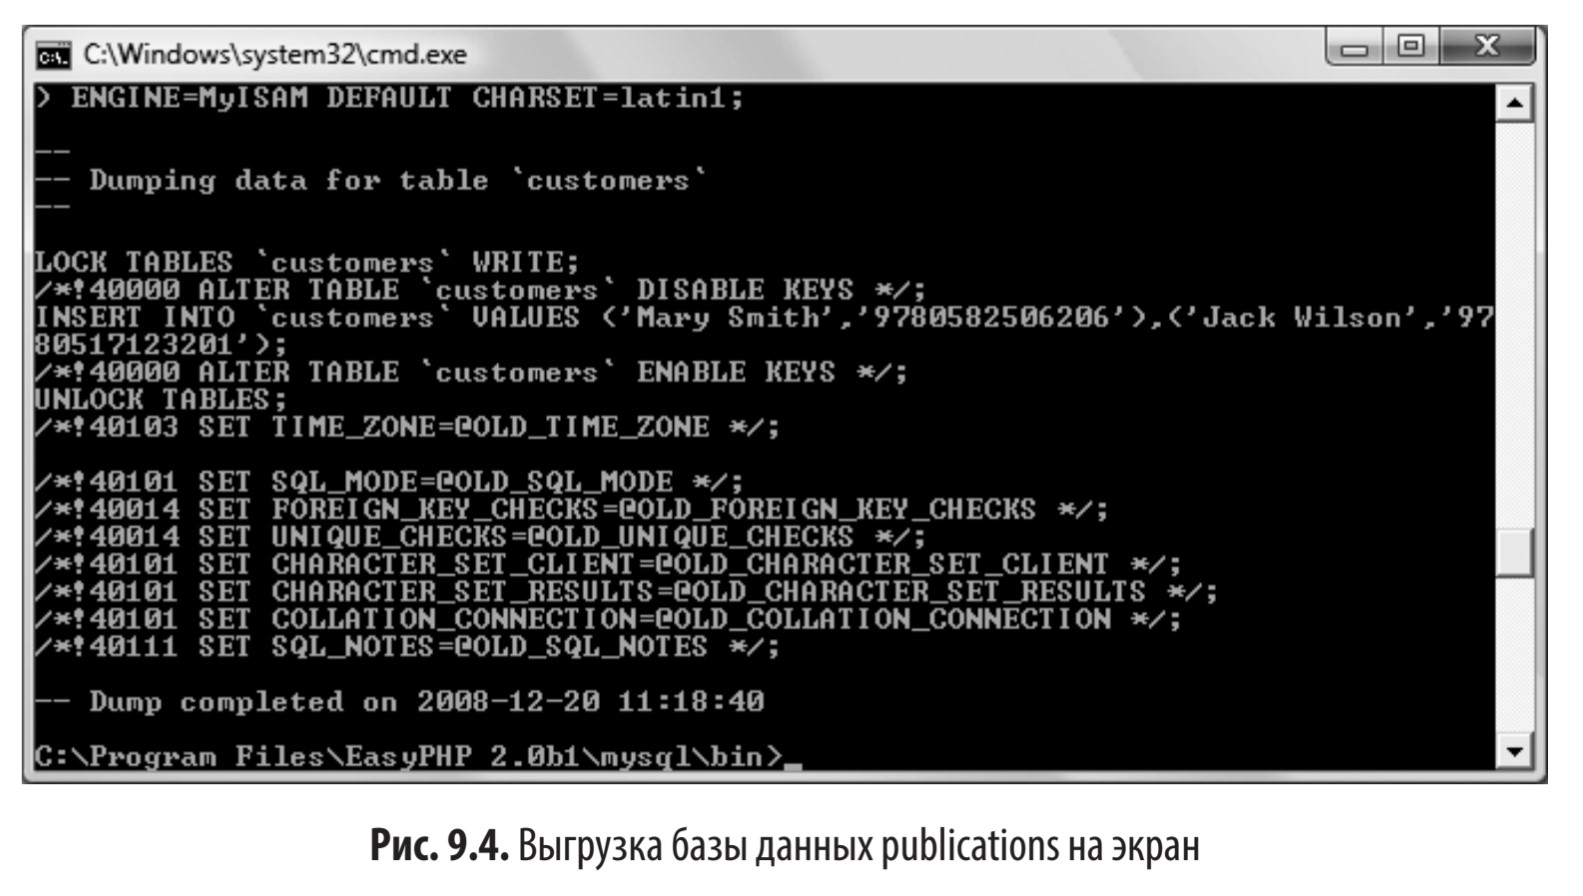 C:\Windows\system32\cmd.exe
) ENGINE=MyISAM DEFAULT CHARSET=latin1;
--
-- Dumping data for table `customers`
--
LOCK TABLES `customers` WRITE;
/*!40000 ALTER TABLE `customers` DISABLE KEYS */;
INSERT INTO `customers` VALUES ('Mary Smith','9780582506206'),('Jack Wilson','97
80517123201');
/*!40000 ALTER TABLE `customers` ENABLE KEYS */;
UNLOCK TABLES;
/*!40103 SET TIME_ZONE=@OLD_TIME_ZONE */;
/*!40101 SET SQL_MODE=@OLD_SQL_MODE */;
/*!40014 SET FOREIGN_KEY_CHECKS=@OLD_FOREIGN_KEY_CHECKS */;
/*!40014 SET UNIQUE_CHECKS=@OLD_UNIQUE_CHECKS */;
/*!40101 SET CHARACTER_SET_CLIENT=@OLD_CHARACTER_SET_CLIENT */;
/*!40101 SET CHARACTER_SET_RESULTS=@OLD_CHARACTER_SET_RESULTS */;
/*!40101 SET COLLATION_CONNECTION=@OLD_COLLATION_CONNECTION */;
/*!40111 SET SQL_NOTES=@OLD_SQL_NOTES */;
-- Dump completed on 2008-12-20 11:18:40
C:\Program Files\EasyPHP 2.0b1\mysql\bin>_
Рис. 9.4. Выгрузка базы данных publications на экран